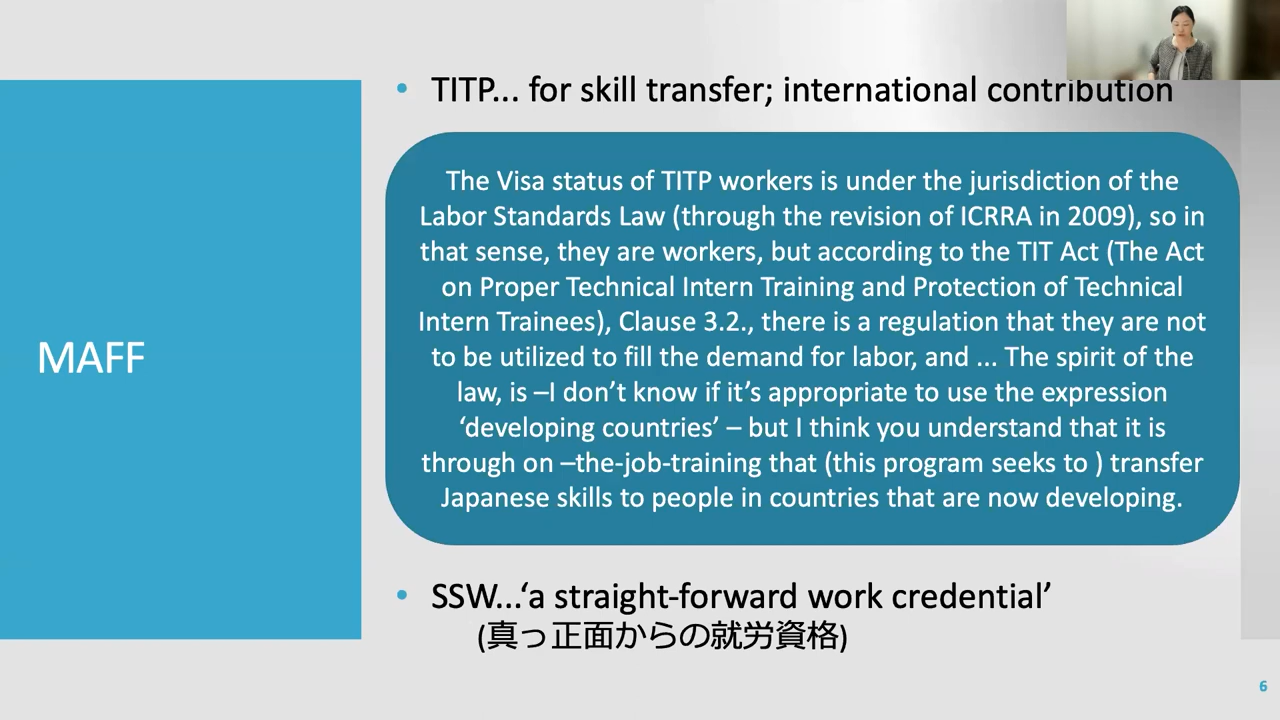 • TITP... for skill transfer; international contribution
The Visa status of TITP workers is under the jurisdiction of the
Labor Standards Law (through the revision of ICRRA in 2009), so in
that sense, they are workers, but according to the TIT Act (The Act
on Proper Technical Intern Training and Protection of Technical
Intern Trainees), Clause 3.2., there is a regulation that they are not
to be utilized to fill the demand for labor, and ... The spirit of the
law, is –I don’t know if it’s appropriate to use the expression
‘developing countries’ – but I think you understand that it is
through on –the-job-training that (this program seeks to ) transfer
Japanese skills to people in countries that are now developing.
MAFF
• SSW...‘a straight-forward work credential’
(真っ正面からの就労資格)
6